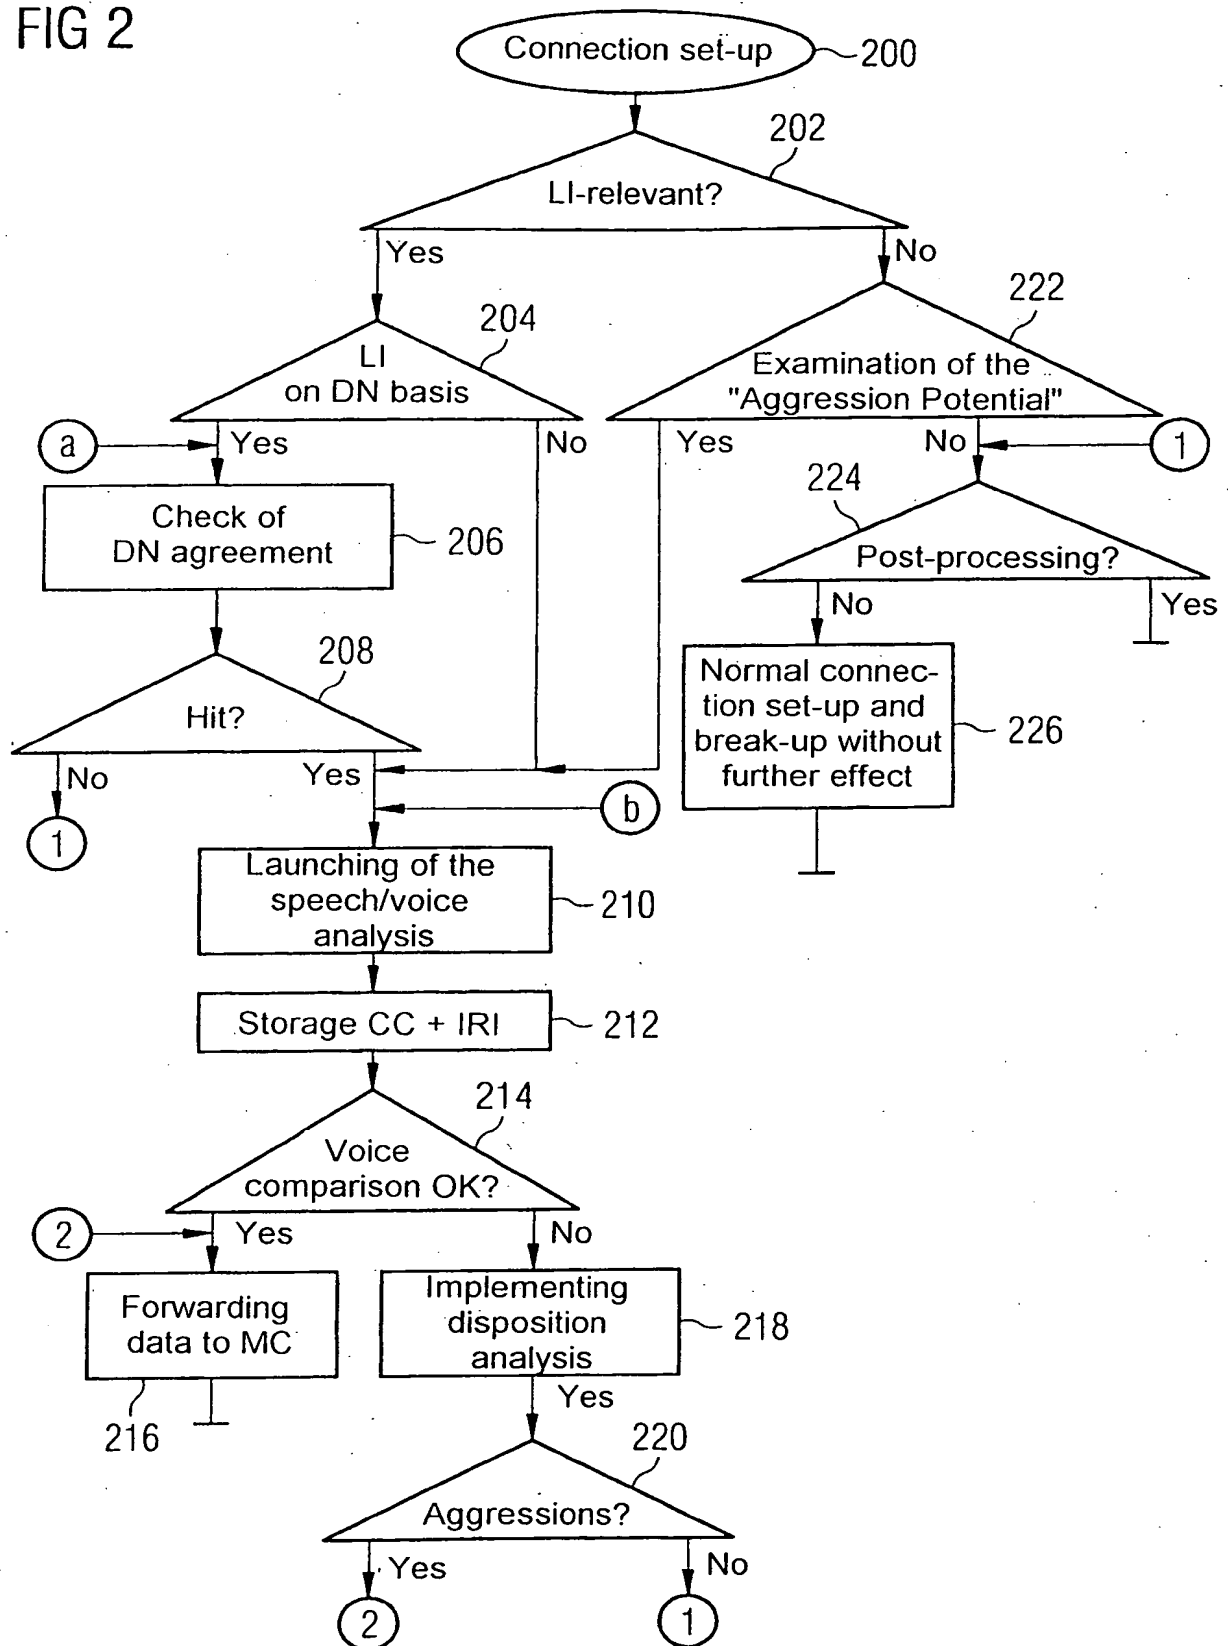 FIG 2
Connection set-up
200
202
LI-relevant?
Yes
No
222
204
LI
on DN basis
Examination of the
"Aggression Potential"
a
Yes
No
Yes
No
1
224
Check of
DN agreement
206
Post-processing?
No
Yes
208
Hit?
Normal connec-
tion set-up and
break-up without
further effect
226
No
Yes
1
b
Launching of the
speech/voice
analysis
210
Storage CC + IRI
212
214
Voice
comparison OK?
2
Yes
No
Forwarding
data to MC
216
Implementing
disposition
analysis
218
Yes
220
Aggressions?
Yes
No
2
1